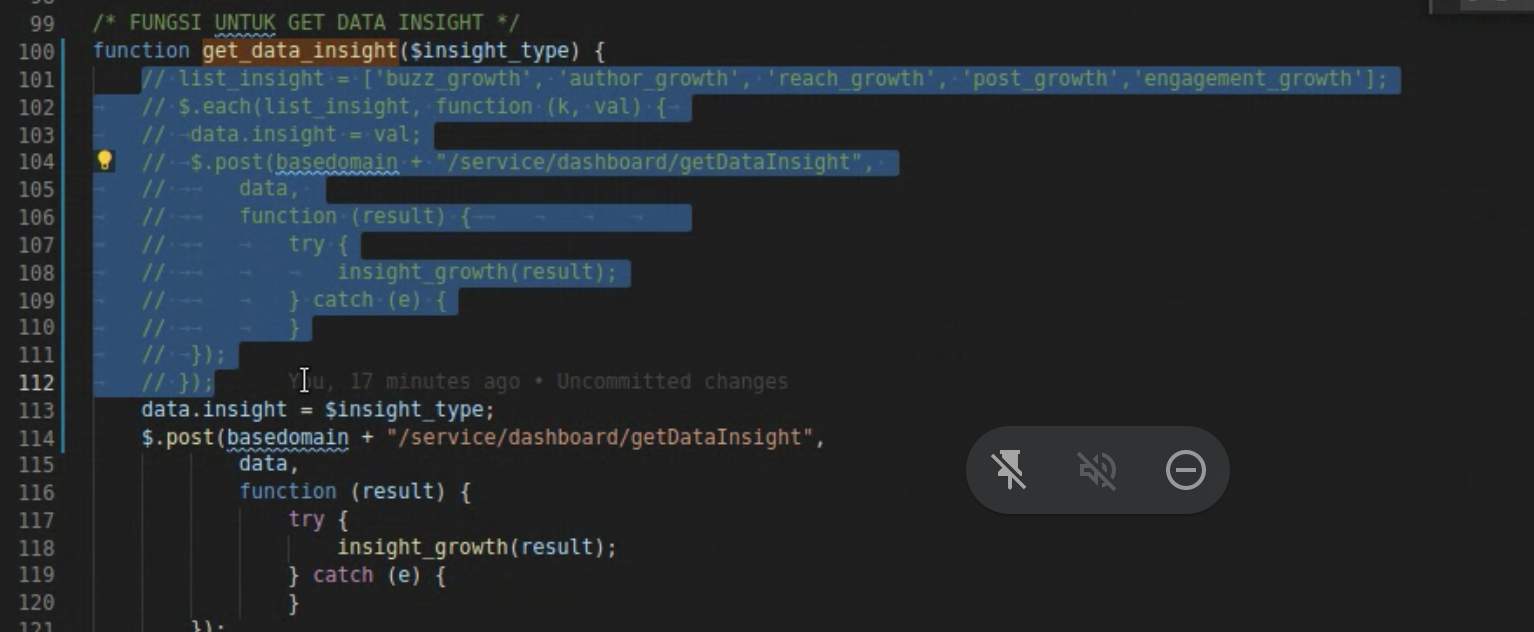 99 /* FUNGSI UNTUK GET DATA INSIGHT */
100 function get_data_insight($insight_type) {
101 // list_insight = ['buzz_growth', 'author_growth', 'reach_growth', 'post_growth','engagement_growth'];
102 // $.each(list_insight, function (k, val) {
103 // data.insight = val;
104 // $.post(basedomain + "/service/dashboard/getDataInsight",
105 // data,
106 // function (result) {
107 // try {
108 // insight_growth(result);
109 // } catch (e) {
110 // }
111 // });
112 // }); You, 17 minutes ago • Uncommitted changes
113 data.insight = $insight_type;
114 $.post(basedomain + "/service/dashboard/getDataInsight",
115 data,
116 function (result) {
117 try {
118 insight_growth(result);
119 } catch (e) {
120 }
121 });